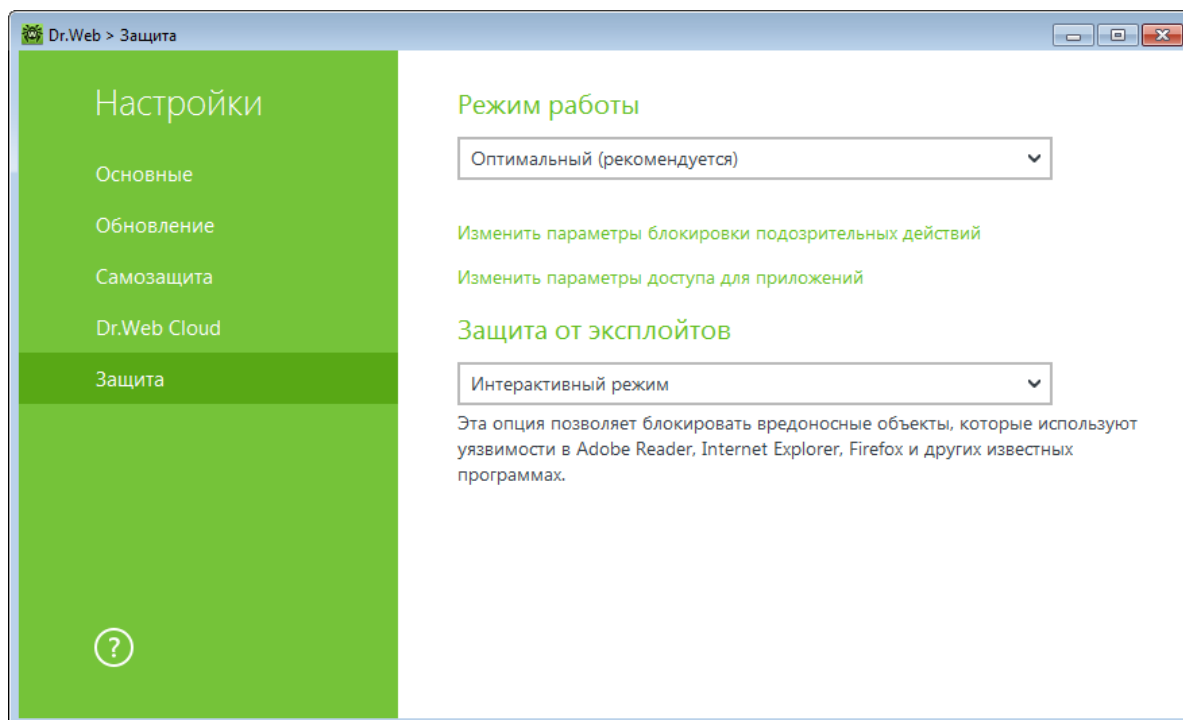 Dr.Web > Защита
Настройки
Основные
Обновление
Самозащита
Dr.Web Cloud
Защита
?
Режим работы
Оптимальный (рекомендуется)
Изменить параметры блокировки подозрительных действий
Изменить параметры доступа для приложений
Защита от эксплойтов
Интерактивный режим
Эта опция позволяет блокировать вредоносные объекты, которые используют
уязвимости в Adobe Reader, Internet Explorer, Firefox и других известных
программах.